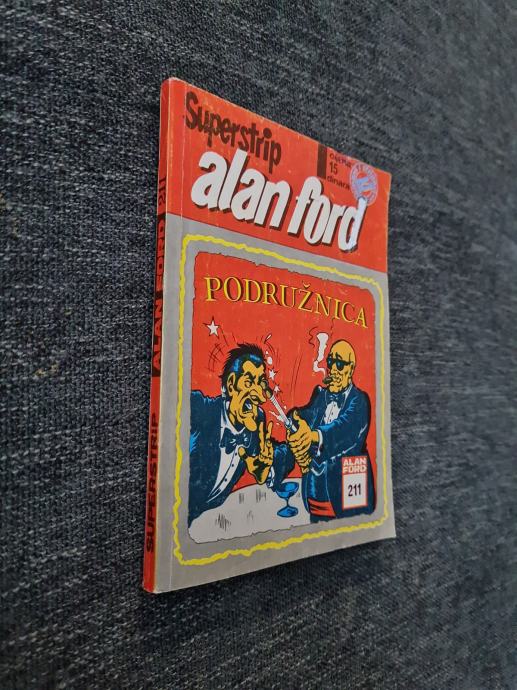 Superstrip
cijena
15
dinara
alan ford
PODRUŽNICA
ALAN
FORD
211
SUPERSTRIP ALAN FORD 211